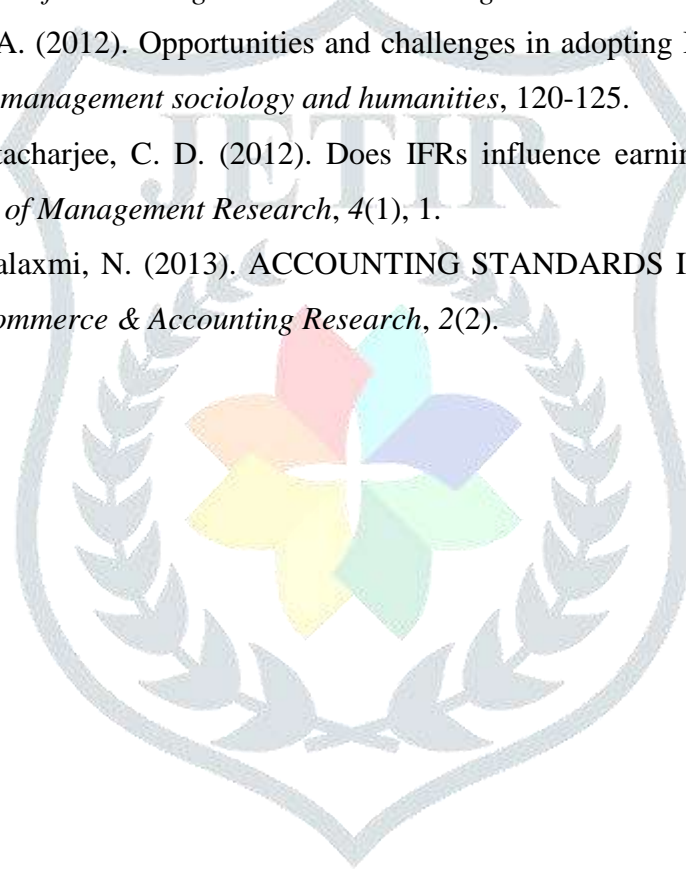 A. (2012). Opportunities and challenges in adopting
management sociology and humanities, 120-125.
tacharjee, C. D. (2012). Does IFRs influence earnin
of Management Research, 4(1), 1.
alaxmi, N. (2013). ACCOUNTING STANDARDS
ommerce & Accounting Research, 2(2).
JETIR